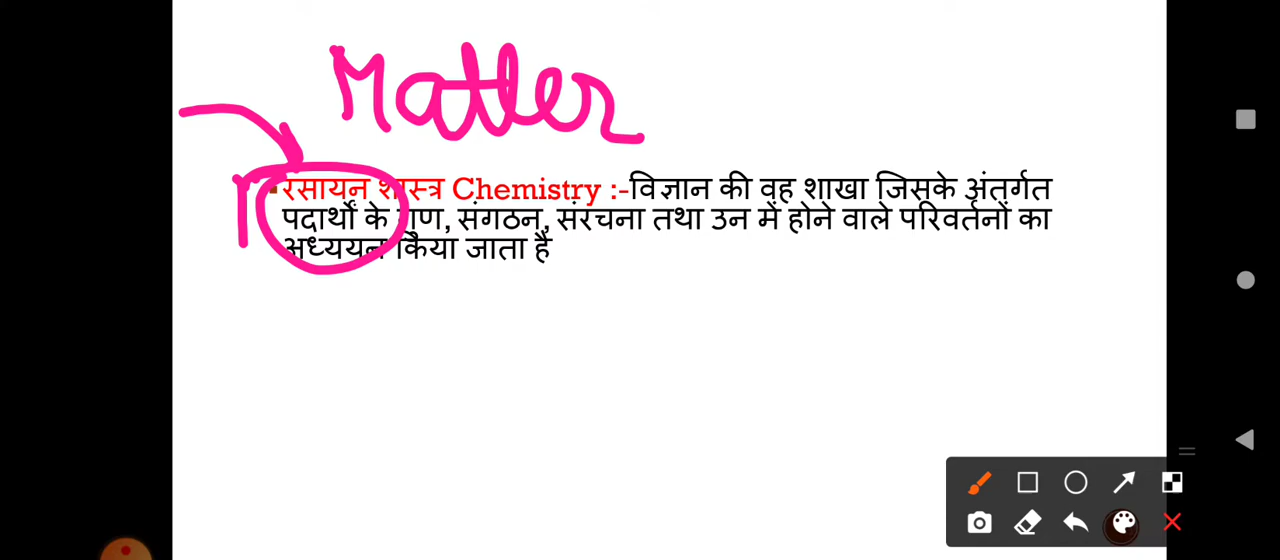 Matter
रसायन शास्त्र Chemistry :-विज्ञान की वह शाखा जिसके अंतर्गत
पदार्थों के गुण, संगठन, संरचना तथा उन में होने वाले परिवर्तनों का
अध्ययन किया जाता है